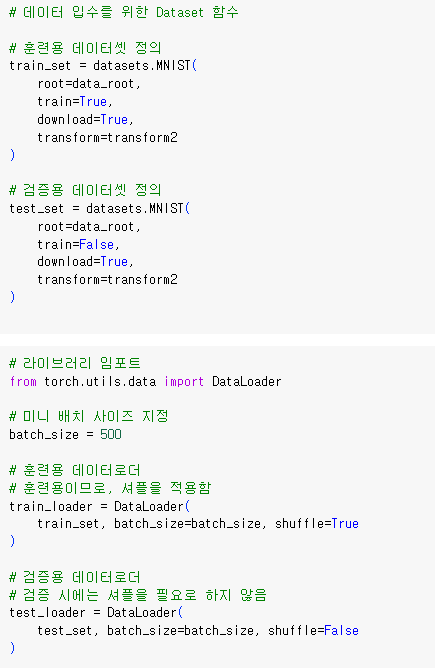 # 데이터 입수를 위한 Dataset 함수
# 훈련용 데이터셋 정의
train_set = datasets.MNIST(
    root=data_root,
    train=True,
    download=True,
    transform=transform2
)
# 검증용 데이터셋 정의
test_set = datasets.MNIST(
    root=data_root,
    train=False,
    download=True,
    transform=transform2
)
# 라이브러리 임포트
from torch.utils.data import DataLoader
# 미니 배치 사이즈 지정
batch_size = 500
# 훈련용 데이터로더
# 훈련용이므로, 셔플을 적용함
train_loader = DataLoader(
    train_set, batch_size=batch_size, shuffle=True
)
# 검증용 데이터로더
# 검증 시에는 셔플을 필요로 하지 않음
test_loader = DataLoader(
    test_set, batch_size=batch_size, shuffle=False
)